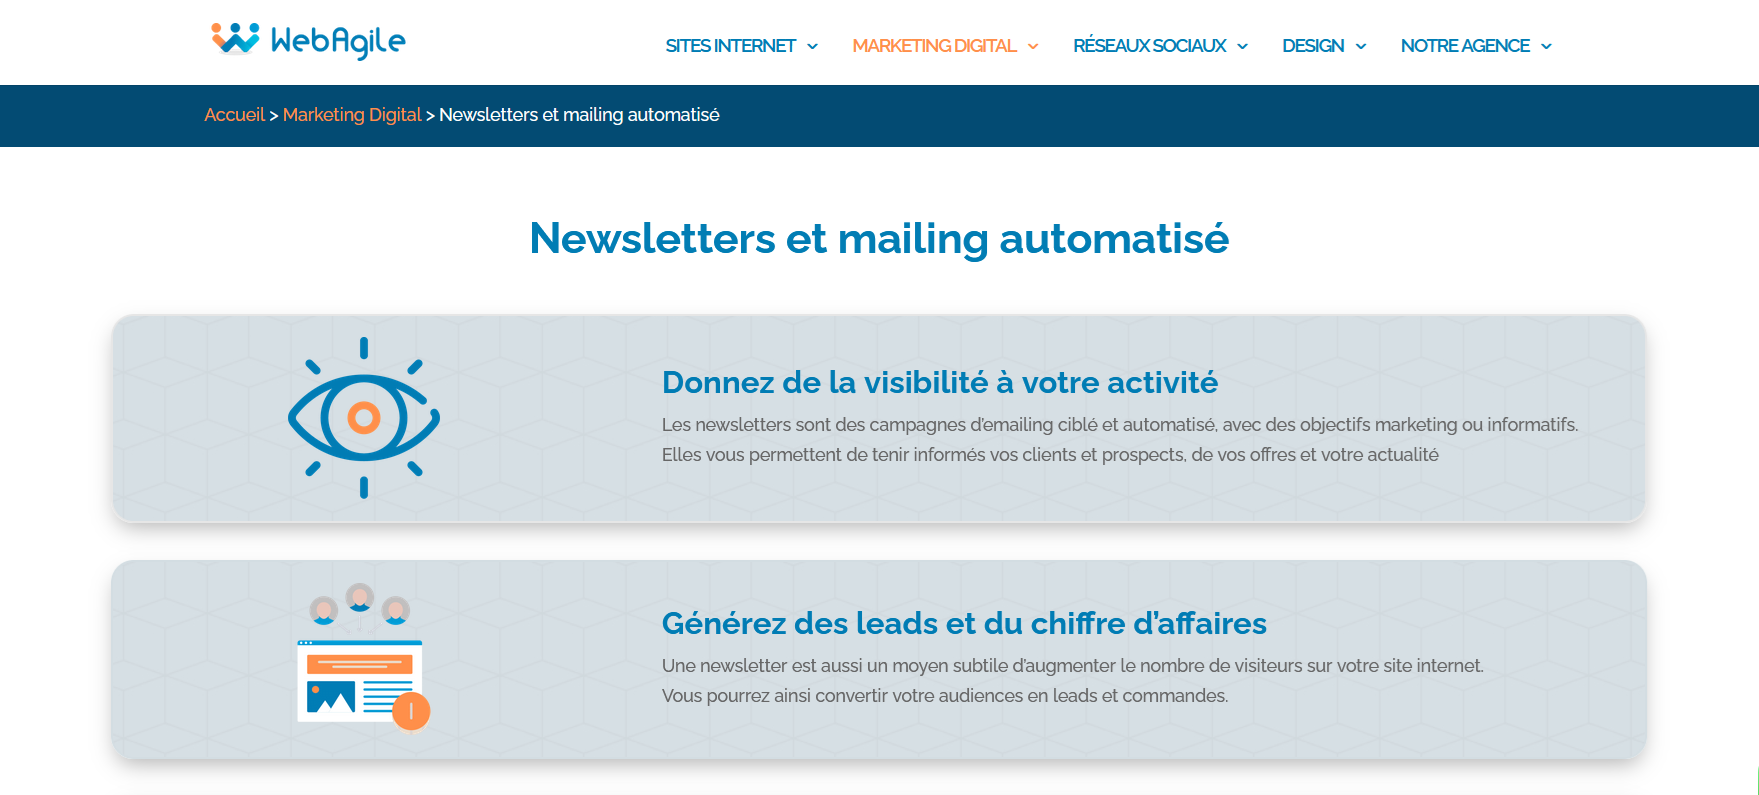 WebAgile
SITES INTERNET
MARKETING DIGITAL
RÉSEAUX SOCIAUX
DESIGN
NOTRE AGENCE
Accueil > Marketing Digital > Newsletters et mailing automatisé
Newsletters et mailing automatisé
Donnez de la visibilité à votre activité
Les newsletters sont des campagnes d'emailing ciblé et automatisé, avec des objectifs marketing ou informatifs.
Elles vous permettent de tenir informés vos clients et prospects, de vos offres et votre actualité
Générez des leads et du chiffre d'affaires
Une newsletter est aussi un moyen subtile d'augmenter le nombre de visiteurs sur votre site internet.
Vous pourrez ainsi convertir votre audiences en leads et commandes.